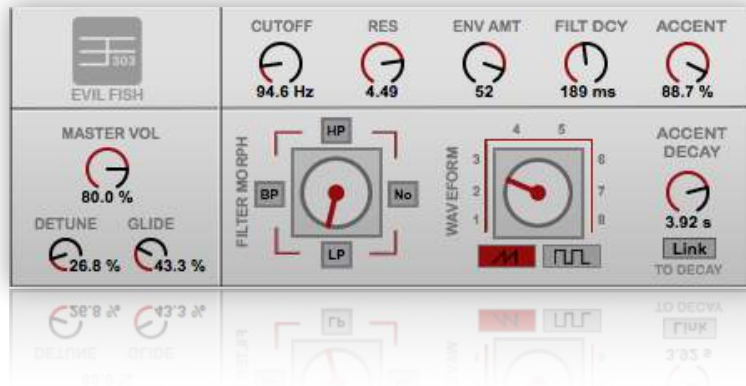 303
EVIL FISH
CUTOFF
94.6 Hz
RES
4.49
ENV AMT
52
FILT DCY
189 ms
ACCENT
88.7 %
MASTER VOL
80.0 %
DETUNE
26.8 %
GLIDE
43.3 %
FILTER MORPH
HP
BP
No
LP
WAVEFORM
1
2
3
4
5
6
7
8
ACCENT
DECAY
3.92 s
Link
TO DECAY